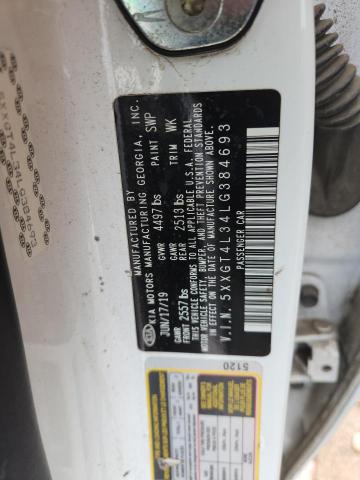 MANUFACTURED BY
KIA MOTORS MANUFACTURING GEORGIA, INC.
JUN/17/19 GVWR 4497 lbs PAINT SWP
GAWR FRONT 2557 lbs GAWR REAR 2513 lbs TRIM WK
THIS VEHICLE CONFORMS TO ALL APPLICABLE U.S.A. FEDERAL
MOTOR VEHICLE SAFETY, BUMPER, AND THEFT PREVENTION STANDARDS
IN EFFECT ON THE DATE OF MANUFACTURE SHOWN ABOVE.
V.I.N. 5XXGT4L34LG384693
PASSENGER CAR
5120